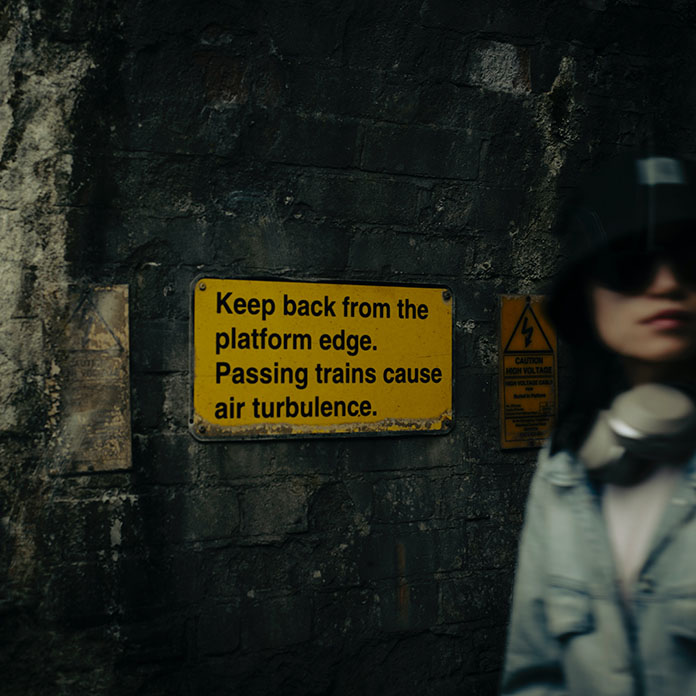 Keep back from the
platform edge.
Passing trains cause
air turbulence.
CAUTION
HIGH VOLTAGE